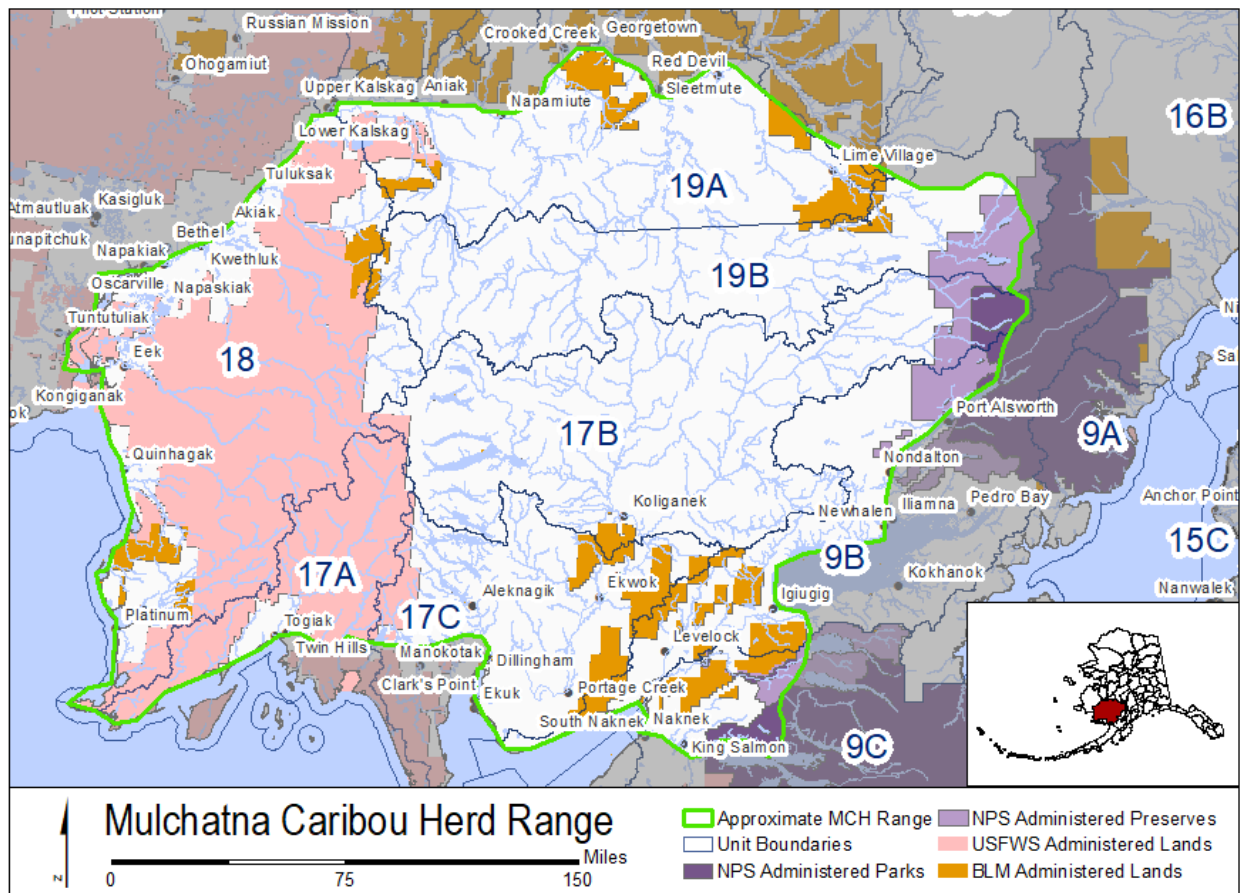 Russian Mission
Georgetown
Crooked Creek
Ohogamiut
Red Devil
Upper Kalskag
Aniak
Sleetmute
Napamiute
16B
Lower Kalskag
Lime Village
Tuluksak
19A
Kasigluk
Atmautluak
Akiak
unapitchuk
Bethel
Napakiak
Kwethluk
19B
Oscarville
Napaskiak
Tuntutuliak
Ni
Eek
18
Sa
Kongiganak
ok
Port Alsworth
17B
9A
Quinhagak
Nondalton
Koliganek
Iliamna
Pedro Bay
Anchor Point
Newhalen
15C
9B
17A
Ekwok
Kokhanok
Nanwalek
Aleknagik
Igiugig
Platinum
17C
Togiak
Levelock
Twin Hills
Manokotak
Dillingham
Clark's Point
Ekuk
Portage Creek
South Naknek
Naknek
King Salmon
9C
Mulchatna Caribou Herd Range
Miles
0 75 150
z
Approximate MCH Range
Unit Boundaries
NPS Administered Parks
NPS Administered Preserves
USFWS Administered Lands
BLM Administered Lands